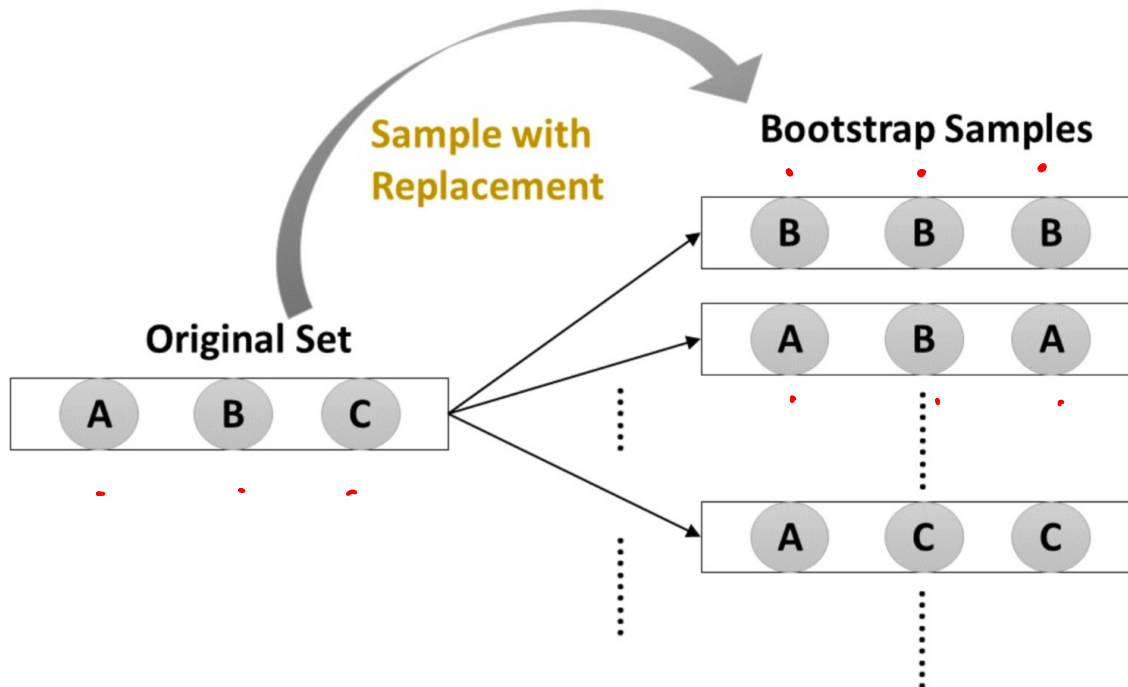 Sample with
Replacement
Bootstrap Samples
B B B
A B A
Original Set
A B C
A C C